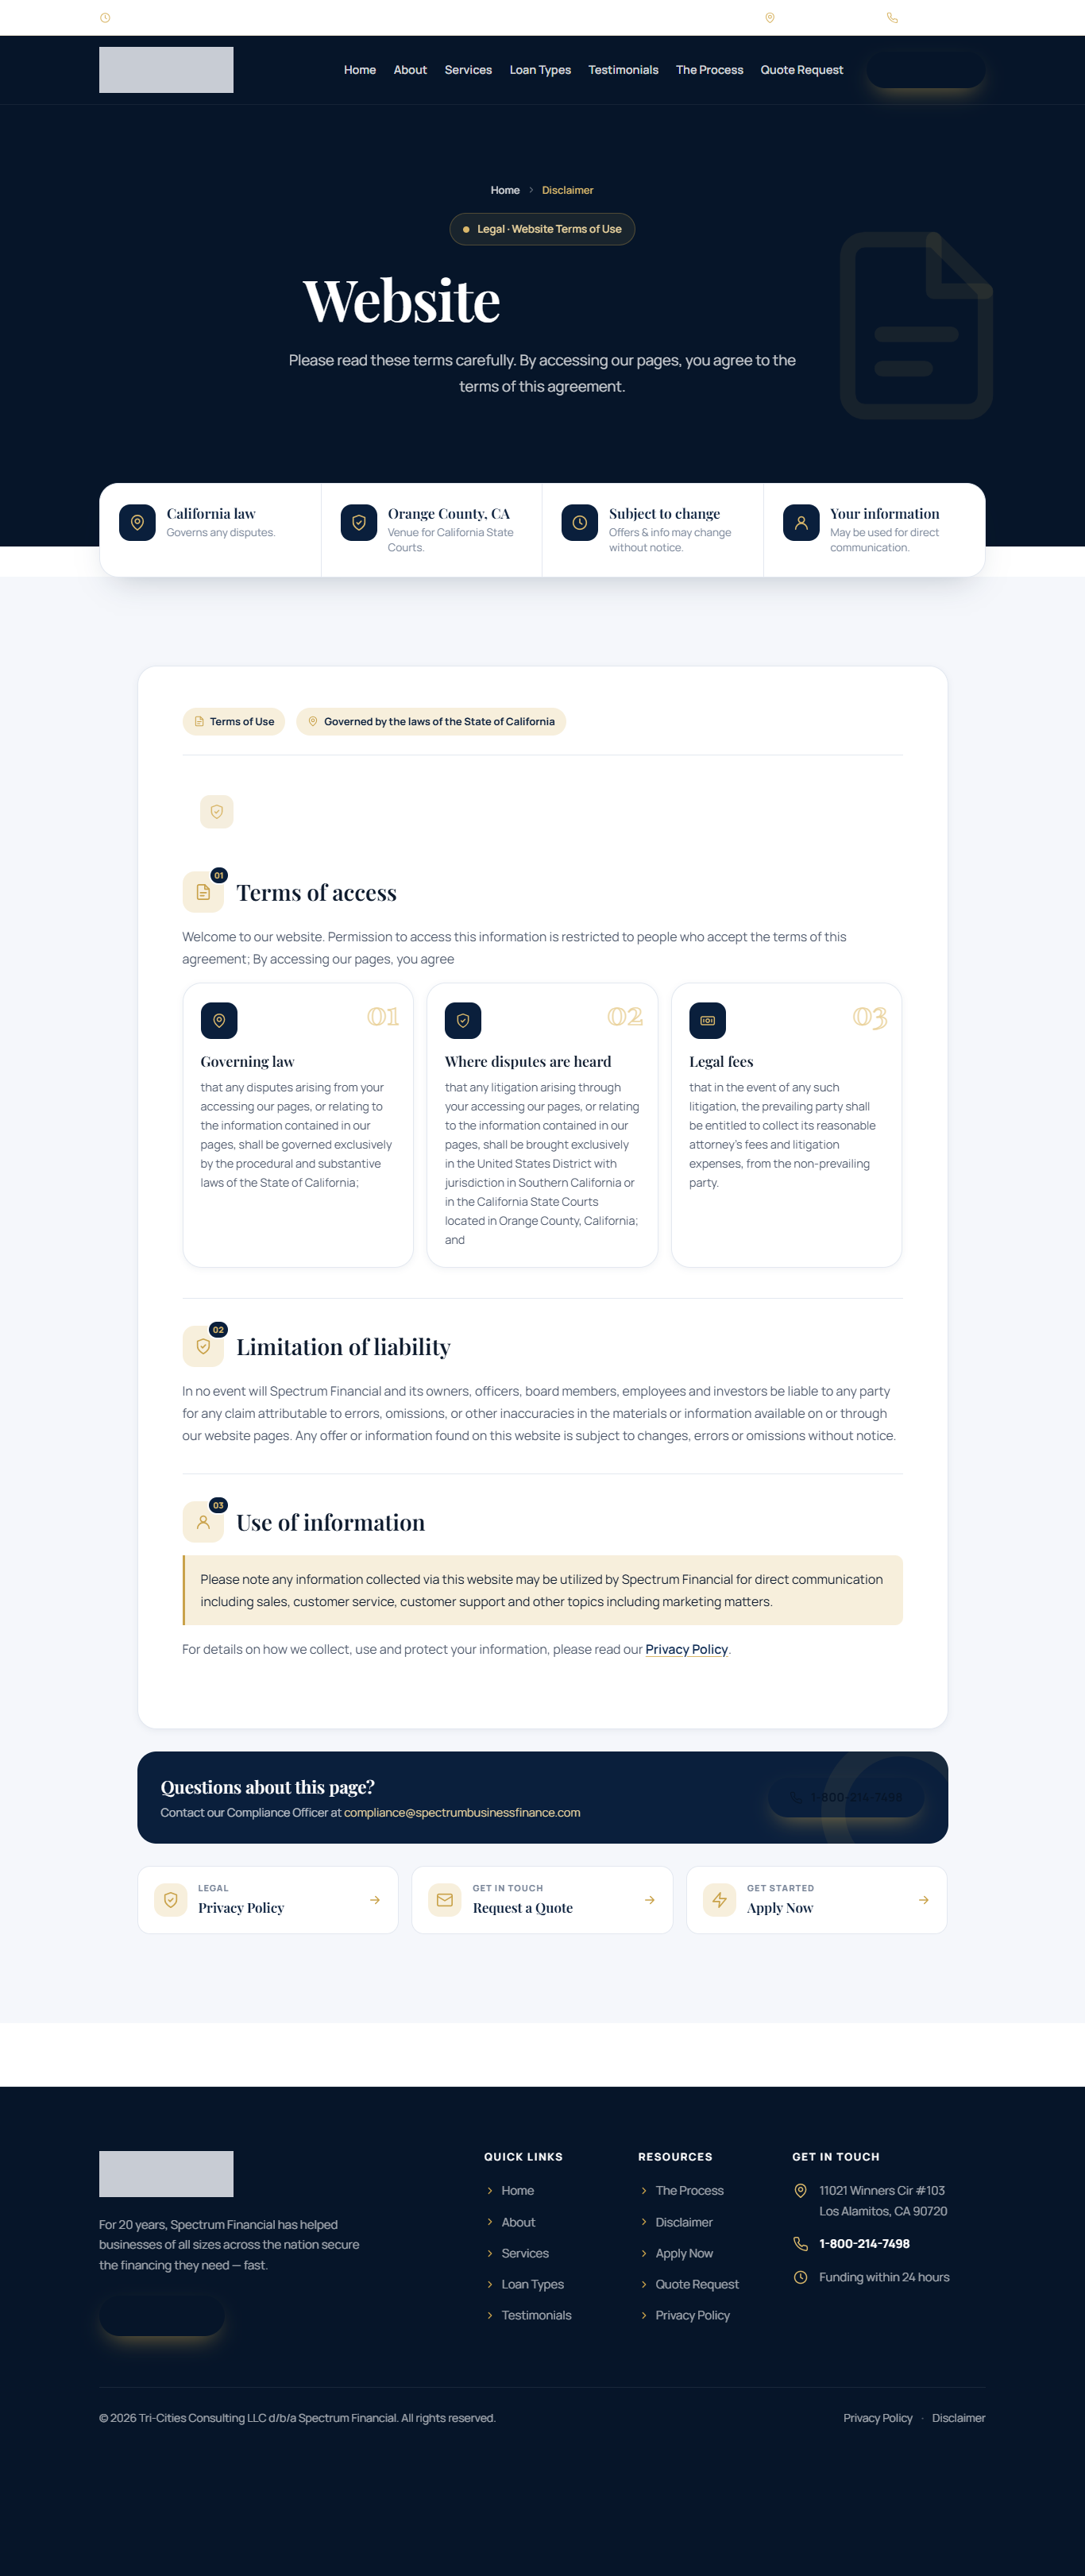 Home
About
Services
Loan Types
Testimonials
The Process
Quote Request
Home
Disclaimer
Legal · Website Terms of Use
Website
Please read these terms carefully. By accessing our pages, you agree to the
terms of this agreement.
California law
Governs any disputes.
Orange County, CA
Venue for California State
Courts.
Subject to change
Offers & info may change
without notice.
Your information
May be used for direct
communication.
Terms of Use
Governed by the laws of the State of California
01
Terms of access
Welcome to our website. Permission to access this information is restricted to people who accept the terms of this
agreement; By accessing our pages, you agree
01
Governing law
that any disputes arising from your
accessing our pages, or relating to
the information contained in our
pages, shall be governed exclusively
by the procedural and substantive
laws of the State of California;
02
Where disputes are heard
that any litigation arising through
your accessing our pages, or relating
to the information contained in our
pages, shall be brought exclusively
in the United States District with
jurisdiction in Southern California or
in the California State Courts
located in Orange County, California;
and
03
Legal fees
that in the event of any such
litigation, the prevailing party shall
be entitled to collect its reasonable
attorney's fees and litigation
expenses, from the non-prevailing
party.
02
Limitation of liability
In no event will Spectrum Financial and its owners, officers, board members, employees and investors be liable to any party
for any claim attributable to errors, omissions, or other inaccuracies in the materials or information available on or through
our website pages. Any offer or information found on this website is subject to changes, errors or omissions without notice.
03
Use of information
Please note any information collected via this website may be utilized by Spectrum Financial for direct communication
including sales, customer service, customer support and other topics including marketing matters.
For details on how we collect, use and protect your information, please read our Privacy Policy.
Questions about this page?
Contact our Compliance Officer at compliance@spectrumbusinessfinance.com
1-800-214-7498
LEGAL
Privacy Policy
GET IN TOUCH
Request a Quote
GET STARTED
Apply Now
For 20 years, Spectrum Financial has helped
businesses of all sizes across the nation secure
the financing they need — fast.
QUICK LINKS
Home
About
Services
Loan Types
Testimonials
RESOURCES
The Process
Disclaimer
Apply Now
Quote Request
Privacy Policy
GET IN TOUCH
11021 Winners Cir #103
Los Alamitos, CA 90720
1-800-214-7498
Funding within 24 hours
© 2026 Tri-Cities Consulting LLC d/b/a Spectrum Financial. All rights reserved.
Privacy Policy · Disclaimer